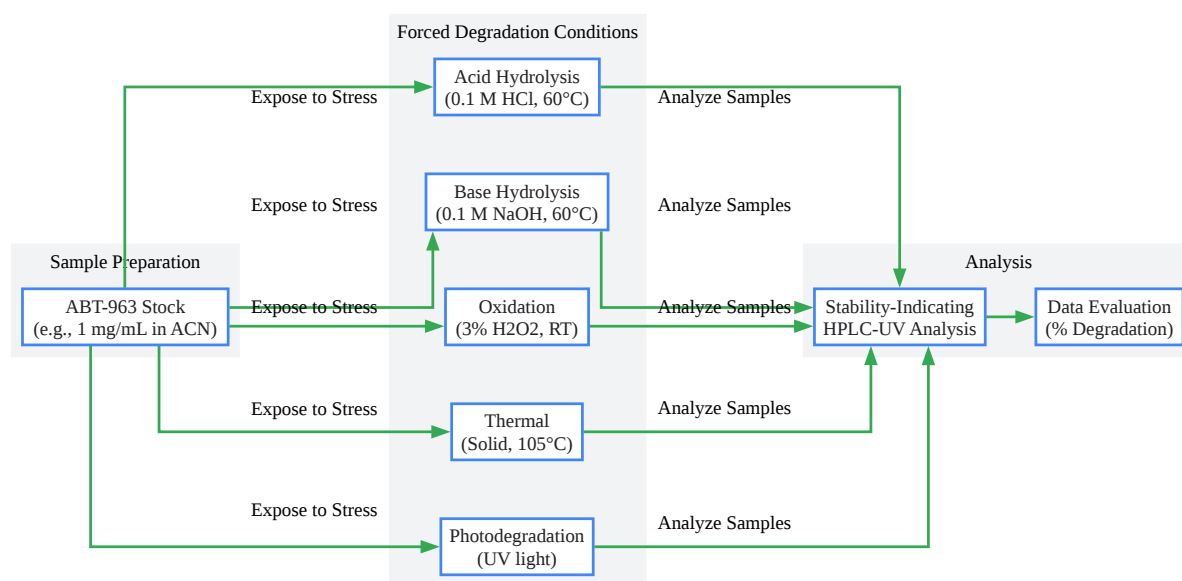 Forced Degradation Conditions
Acid Hydrolysis
(0.1 M HCl, 60°C)
Expose to Stress
Analyze Samples
Base Hydrolysis
(0.1 M NaOH, 60°C)
Expose to Stress
Analyze Samples
Sample Preparation
Analysis
ABT-963 Stock
(e.g., 1 mg/mL in ACN)
Expose to Stress
Oxidation
(3% H2O2, RT)
Analyze Samples
Stability-Indicating
HPLC-UV Analysis
Data Evaluation
(% Degradation)
Expose to Stress
Thermal
(Solid, 105°C)
Analyze Samples
Expose to Stress
Photodegradation
(UV light)
Analyze Samples